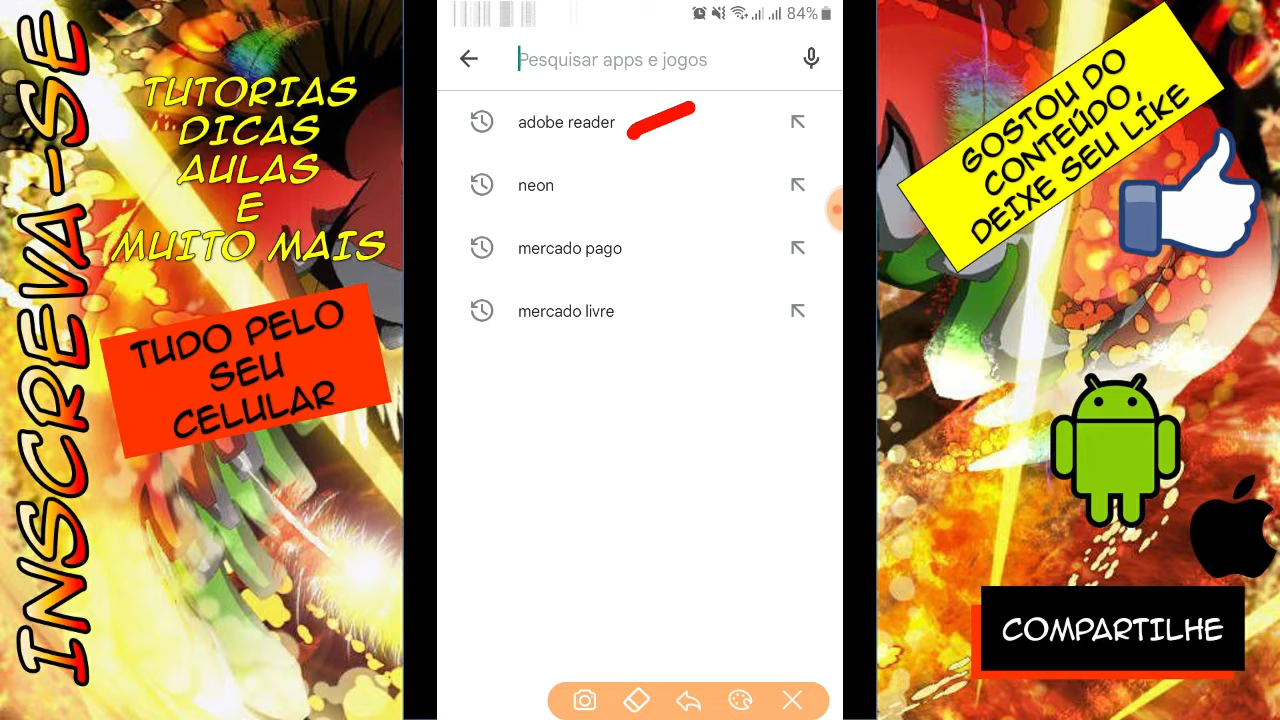 INSCREVA-SE
TUTORIAS
DICAS
AULAS
E
MUITO MAIS
TUDO PELO
SEU
CELULAR
84%
Pesquisar apps e jogos
adobe reader
neon
mercado pago
mercado livre
GOSTOU DO
CONTEÚDO,
DEIXE SEU LIKE
COMPARTILHE